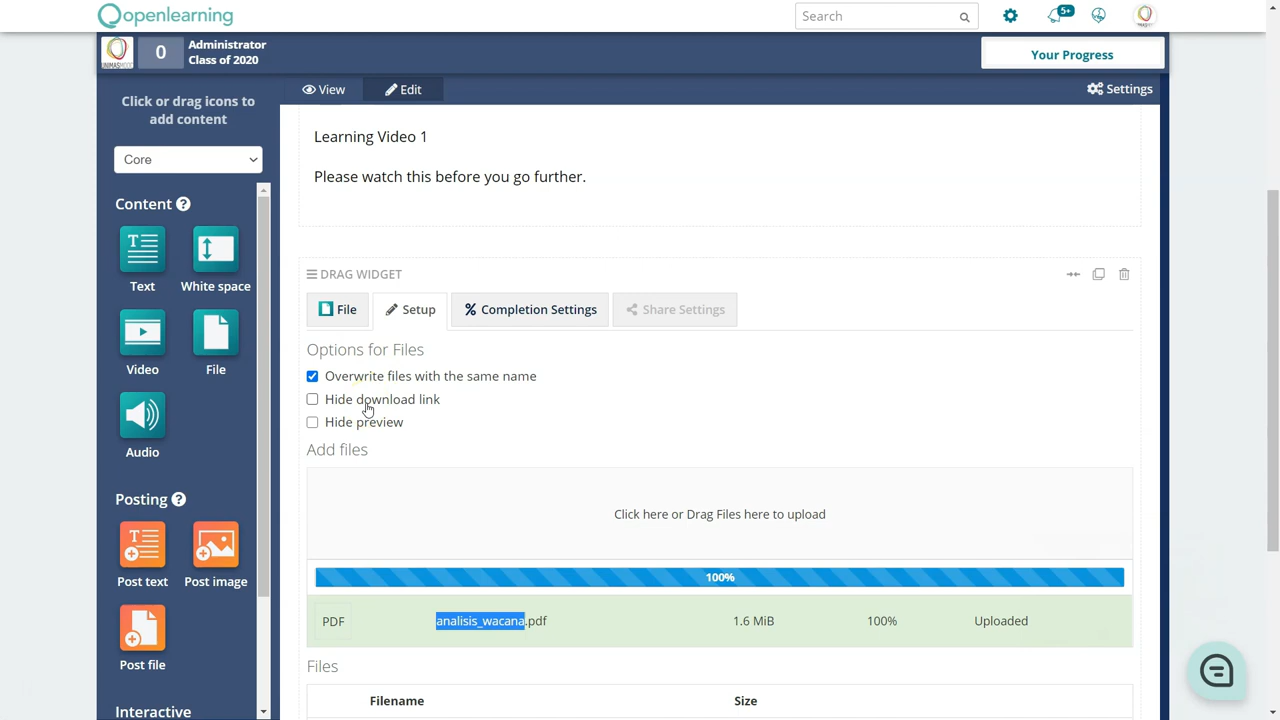 openlearning
Search
5+
UNIMASMOOC
0
Administrator
Class of 2020
Your Progress
Click or drag icons to
add content
View
Edit
Settings
Core
Learning Video 1
Please watch this before you go further.
Content
Text
White space
Video
File
Audio
Posting
Post text
Post image
Post file
Interactive
DRAG WIDGET
File
Setup
Completion Settings
Share Settings
Options for Files
Overwrite files with the same name
Hide download link
Hide preview
Add files
Click here or Drag Files here to upload
100%
PDF
analisis_wacana.pdf
1.6 MiB
100%
Uploaded
Files
Filename
Size